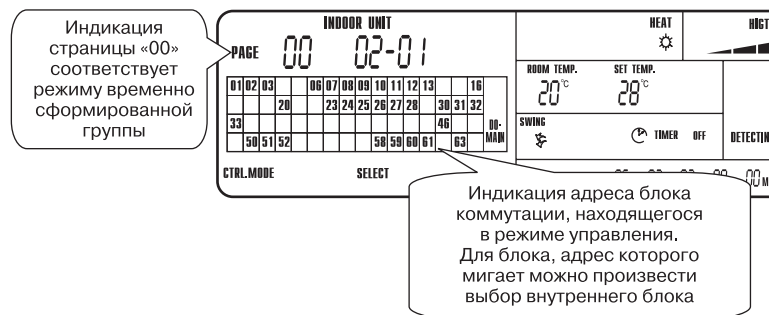 Индикация
страницы «00»
соответствует
режиму временно
сформированной
группы
INDOOR UNIT
PAGE 00 02-01
01 02 03 06 07 08 09 10 11 12 13 16
20 23 24 25 26 27 28 30 31 32
33 46
50 51 52 58 59 60 61 63
DO-
MAIN
CTRL.MODE SELECT
HEAT HIGT
ROOM TEMP. SET TEMP.
20°C 28°C
SWING
TIMER OFF DETECTIN
00 M
Индикация адреса блока
коммутации, находящегося
в режиме управления.
Для блока, адрес которого
мигает можно произвести
выбор внутреннего блока